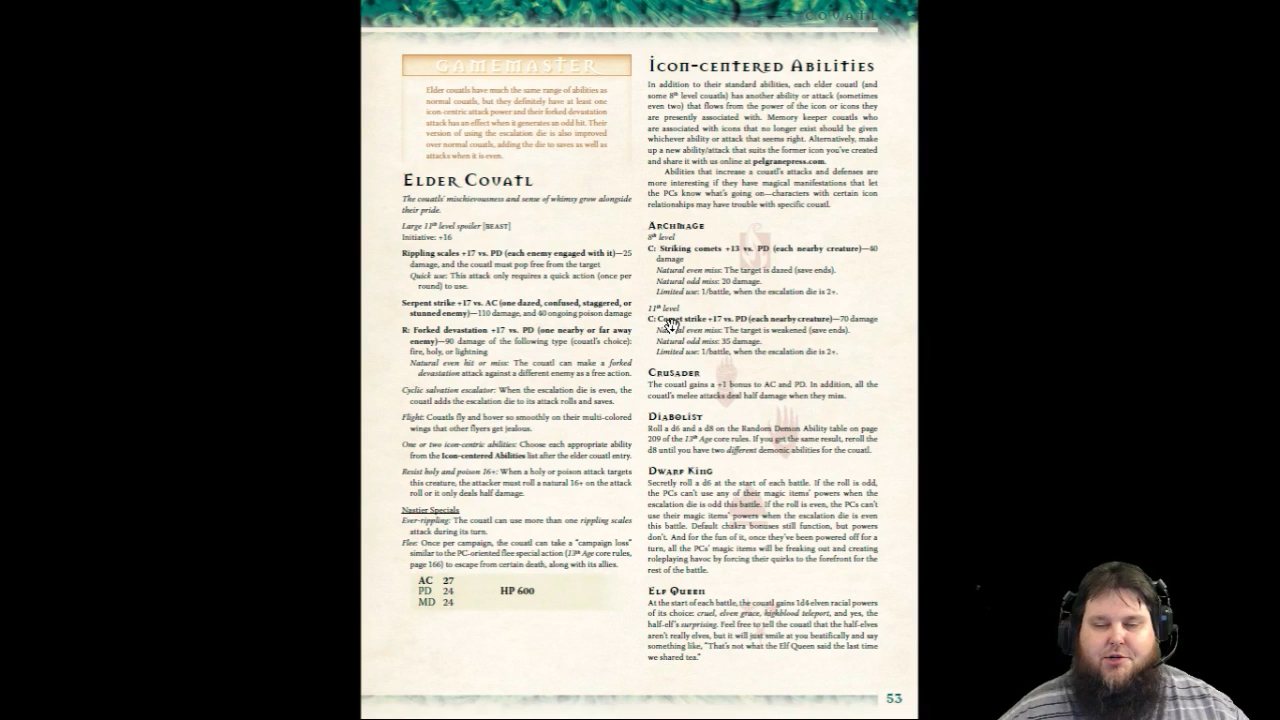 COUATL
GAMEMASTER
Elder couatls have much the same range of abilities as
normal couatls, but they definitely have at least one
icon-centric attack power and their forked devastation
attack has an effect when it generates an odd hit. Their
version of using the escalation die is also improved
over normal couatls, adding the die to saves as well as
attacks when it is even.
Elder Couatl
The couatls' mischievousness and sense of whimsy grow alongside
their pride.
Large 11th level spoiler [BEAST]
Initiative: +16
Rippling scales +17 vs. PD (each enemy engaged with it)—25
damage, and the couatl must pop free from the target
Quick use: This attack only requires a quick action (once per
round) to use.
Serpent strike +17 vs. AC (one dazed, confused, staggered, or
stunned enemy)—110 damage, and 40 ongoing poison damage
R: Forked devastation +17 vs. PD (one nearby or far away
enemy)—90 damage of the following type (couatl's choice):
fire, holy, or lightning
Natural even hit or miss: The couatl can make a forked
devastation attack against a different enemy as a free action.
Cyclic salvation escalator: When the escalation die is even, the
couatl adds the escalation die to its attack rolls and saves.
Flight: Couatls fly and hover so smoothly on their multi-colored
wings that other flyers get jealous.
One or two icon-centric abilities: Choose each appropriate ability
from the Icon-centered Abilities list after the elder couatl entry.
Resist holy and poison 16+: When a holy or poison attack targets
this creature, the attacker must roll a natural 16+ on the attack
roll or it only deals half damage.
Nastier Specials
Ever-rippling: The couatl can use more than one rippling scales
attack during its turn.
Flee: Once per campaign, the couatl can take a "campaign loss"
similar to the PC-oriented flee special action (13th Age core rules,
page 166) to escape from certain death, along with its allies.
AC 27
PD 24 HP 600
MD 24
Icon-centered Abilities
In addition to their standard abilities, each elder couatl (and
some 8th level couatls) has another ability or attack (sometimes
even two) that flows from the power of the icon or icons they
are presently associated with. Memory keeper couatls who
are associated with icons that no longer exist should be given
whichever ability or attack that seems right. Alternatively, make
up a new ability/attack that suits the former icon you've created
and share it with us online at pelgranepress.com.
Abilities that increase a couatl's attacks and defenses are
more interesting if they have magical manifestations that let
the PCs know what's going on—characters with certain icon
relationships may have trouble with specific couatl.
Archmage
8th level
C: Striking comets +13 vs. PD (each nearby creature)—40
damage
Natural even miss: The target is dazed (save ends).
Natural odd miss: 20 damage.
Limited use: 1/battle, when the escalation die is 2+.
11th level
C: Comet strike +17 vs. PD (each nearby creature)—70 damage
Natural even miss: The target is weakened (save ends).
Natural odd miss: 35 damage.
Limited use: 1/battle, when the escalation die is 2+.
Crusader
The couatl gains a +1 bonus to AC and PD. In addition, all the
couatl's melee attacks deal half damage when they miss.
Diabolist
Roll a d6 and a d8 on the Random Demon Ability table on page
209 of the 13th Age core rules. If you get the same result, reroll the
d8 until you have two different demonic abilities for the couatl.
Dwarf King
Secretly roll a d6 at the start of each battle. If the roll is odd,
the PCs can't use any of their magic items' powers when the
escalation die is odd this battle. If the roll is even, the PCs can't
use their magic items' powers when the escalation die is even
this battle. Default chakra bonuses still function, but powers
don't. And for the fun of it, once they've been powered off for a
turn, all the PCs' magic items will be freaking out and creating
roleplaying havoc by forcing their quirks to the forefront for the
rest of the battle.
Elf Queen
At the start of each battle, the couatl gains 1d4 elven racial powers
of its choice: cruel, elven grace, highblood teleport, and yes, the
half-elf's surprising. Feel free to tell the couatl that the half-elves
aren't really elves, but it will just smile at you beatifically and say
something like, "That's not what the Elf Queen said the last time
we shared tea."
53